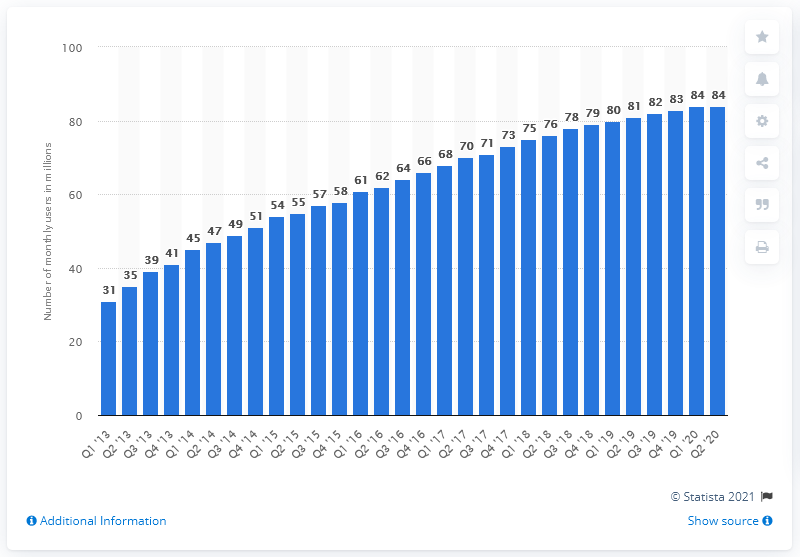 100
80
60
40
20
0
Number of monthly users in millions
31 35 39 41 45 47 49 51 54 55 57 58 61 62 64 66 68 70 71 73 75 76 78 79 80 81 82 83 84 84
Q1 '13 Q2 '13 Q3 '13 Q4 '13 Q1 '14 Q2 '14 Q3 '14 Q4 '14 Q1 '15 Q2 '15 Q3 '15 Q4 '15 Q1 '16 Q2 '16 Q3 '16 Q4 '16 Q1 '17 Q2 '17 Q3 '17 Q4 '17 Q1 '18 Q2 '18 Q3 '18 Q4 '18 Q1 '19 Q2 '19 Q3 '19 Q4 '19 Q1 '20 Q2 '20
© Statista 2021
Additional Information
Show source